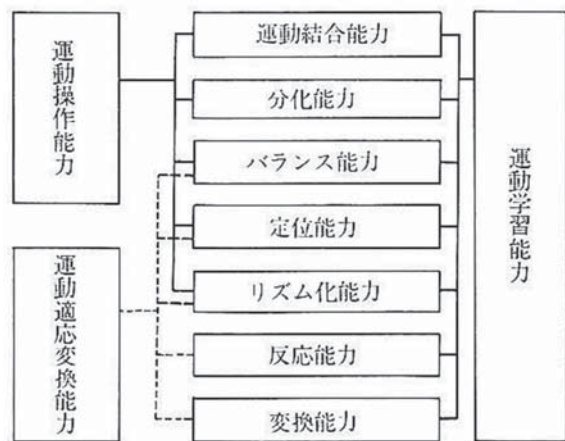 運動操作能力
運動適応変換能力
運動結合能力
分化能力
バランス能力
定位能力
リズム化能力
反応能力
変換能力
運動学習能力